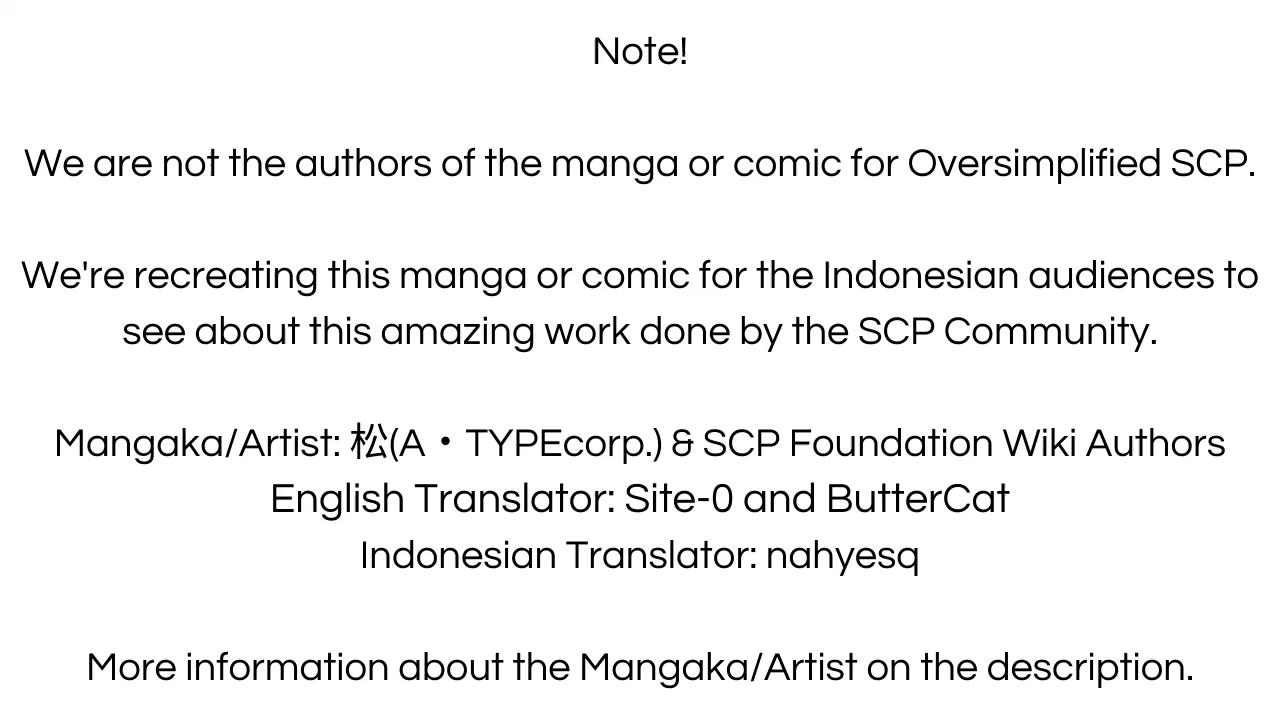 Note!
We are not the authors of the manga or comic for Oversimplified SCP.
We're recreating this manga or comic for the Indonesian audiences to
see about this amazing work done by the SCP Community.
Mangaka/Artist: 松(A・TYPEcorp.) & SCP Foundation Wiki Authors
English Translator: Site-0 and ButterCat
Indonesian Translator: nahyesq
More information about the Mangaka/Artist on the description.